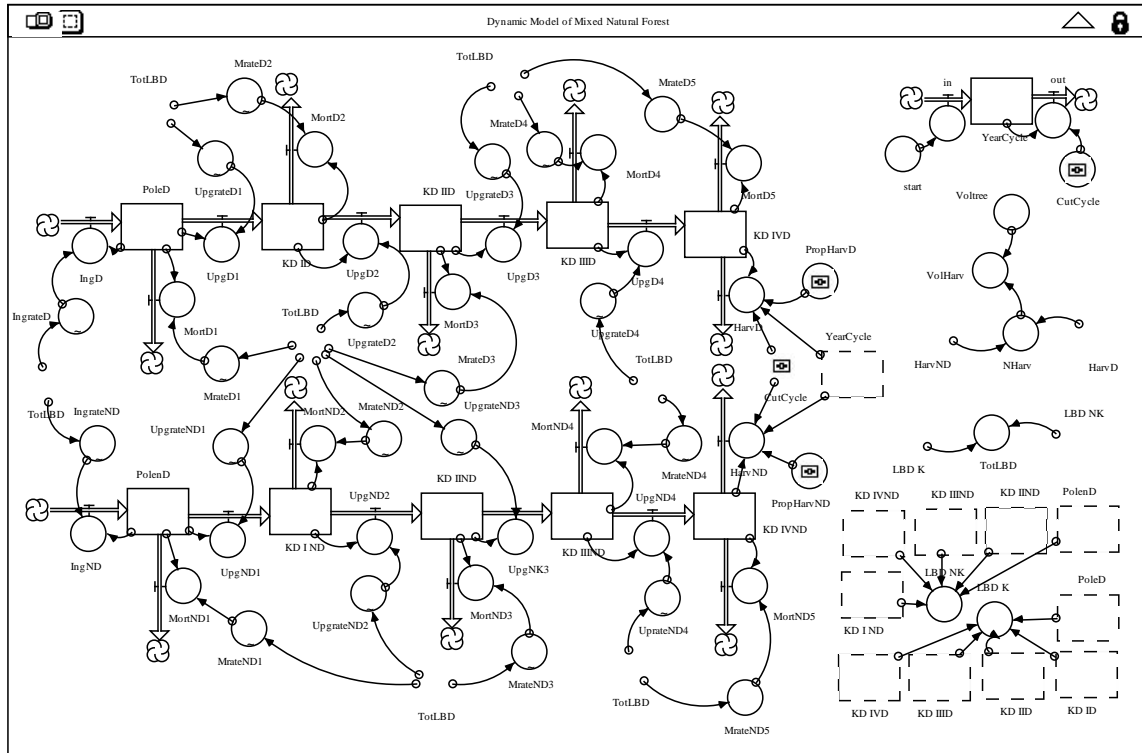 Dynamic Model of Mixed Natural Forest
TotLBD
MrateD2
MortD2
UpgrateD1
PoleD
KD ID
UpgD1
UpgD2
IngD
IngrateD
MortD1
MrateD1
TotLBD
UpgrateD2
TotLBD
MrateD4
MrateD5
UpgrateD3
MortD4
MortD5
KD IID
KD IIID
KD IVD
UpgD3
UpgD4
MortD3
MrateD3
UpgrateD4
TotLBD
HarvD
PropHarvD
YearCycle
CutCycle
in
out
YearCycle
start
CutCycle
Voltree
VolHarv
HarvND
NHarv
HarvD
TotLBD
IngrateND
UpgrateND1
MortND2
MrateND2
UpgrateND3
MortND4
MrateND4
HarvND
PropHarvND
PolenD
KD I ND
UpgND2
KD IIND
KD IIIND
UpgND4
KD IVND
IngND
UpgND1
UpgNK3
MortND1
MrateND1
UpgrateND2
MortND3
MrateND3
UprateND4
MortND5
TotLBD
TotLBD
MrateND5
LBD NK
LBD K
TotLBD
KD IVND
KD IIIND
KD IIND
PolenD
LBD NK
LBD K
PoleD
KD I ND
KD IVD
KD IIID
KD IID
KD ID